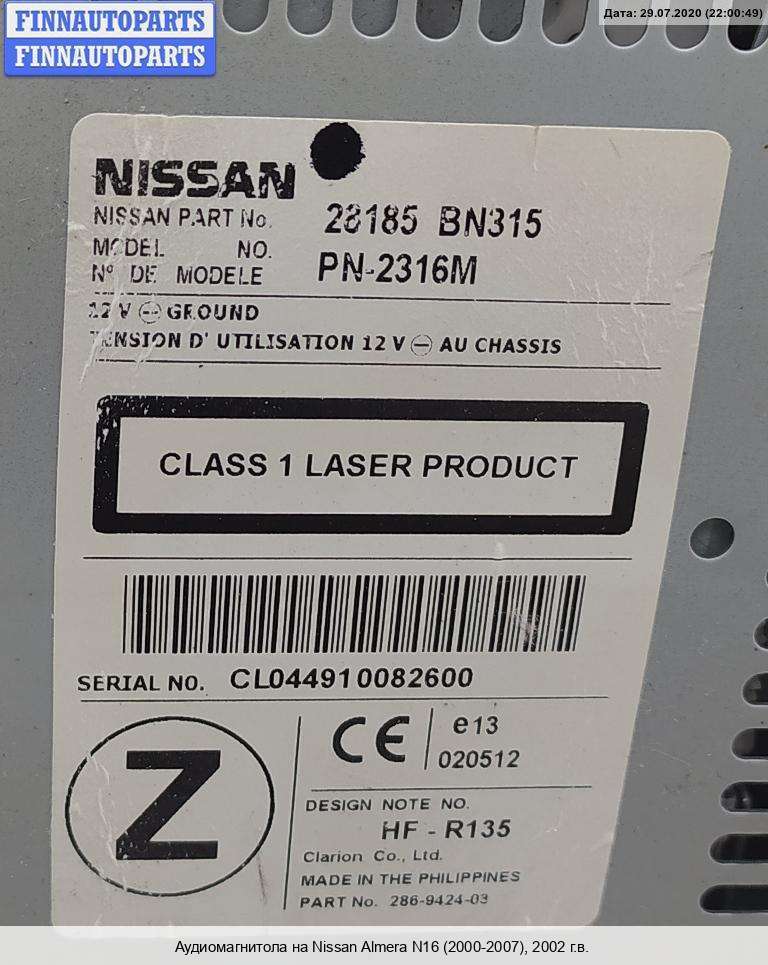 FINNAUTOPARTS
FINNAUTOPARTS
Дата: 29.07.2020 (22:00:49)
NISSAN
NISSAN PART No. 28185 BN315
MODEL NO.
N° DE MODELE PN-2316M
12 V ⊖ GROUND
TENSION D' UTILISATION 12 V ⊖ AU CHASSIS
CLASS 1 LASER PRODUCT
SERIAL NO. CL044910082600
Z
CE e13
020512
DESIGN NOTE NO.
HF - R135
Clarion Co., Ltd.
MADE IN THE PHILIPPINES
PART No. 286-9424-03
Аудиомагнитола на Nissan Almera N16 (2000-2007), 2002 г.в.